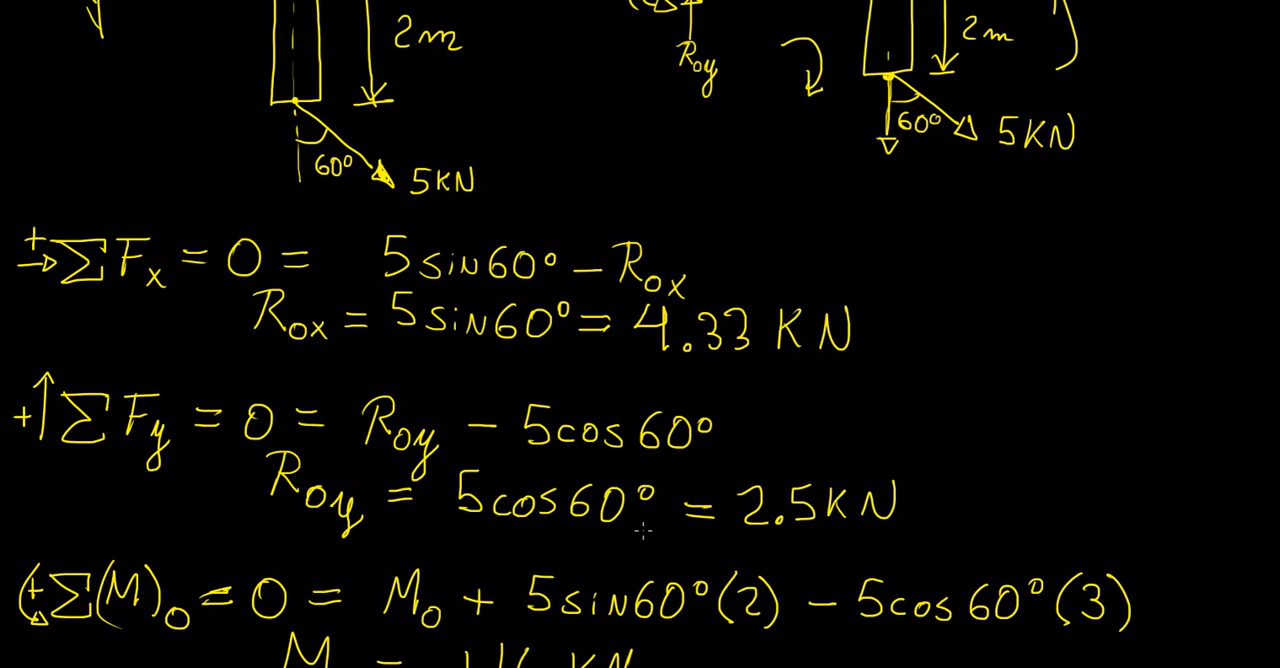 2m
2m
Roy
60°
5KN
60°
5KN
+→ ΣFx = 0 = 5sin60° – Rox
Rox = 5sin60° = 4.33 KN
+↑ ΣFy = 0 = Roy – 5cos60°
Roy = 5cos60° = 2.5KN
+ Σ(M)o = 0 = Mo + 5sin60°(2) – 5cos60°(3)